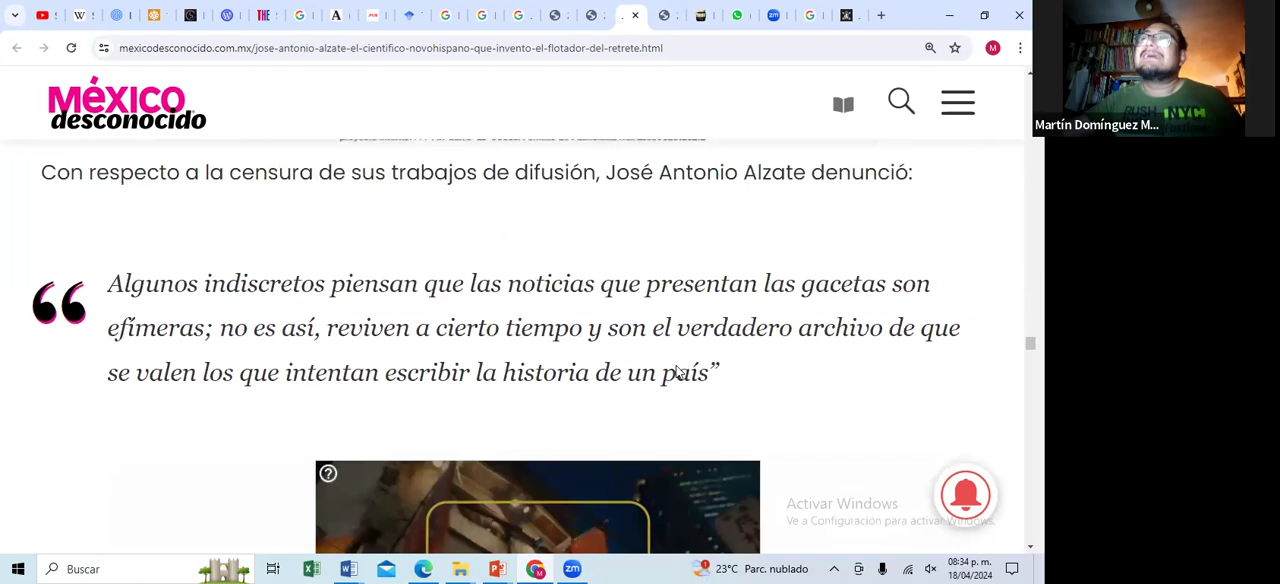 mexicodesconocido.com.mx/jose-antonio-alzate-el-cientifico-novohispano-que-invento-el-flotador-del-retrete.html
México
desconocido
Con respecto a la censura de sus trabajos de difusión, José Antonio Alzate denunció:
“ Algunos indiscretos piensan que las noticias que presentan las gacetas son
efímeras; no es así, reviven a cierto tiempo y son el verdadero archivo de que
se valen los que intentan escribir la historia de un país”
Activar Windows
Ve a Configuración para activar Windows.
Martín Domínguez M...
RUSH NYC
Buscar
23°C Parc. nublado
08:34 p. m.
18/04/2024